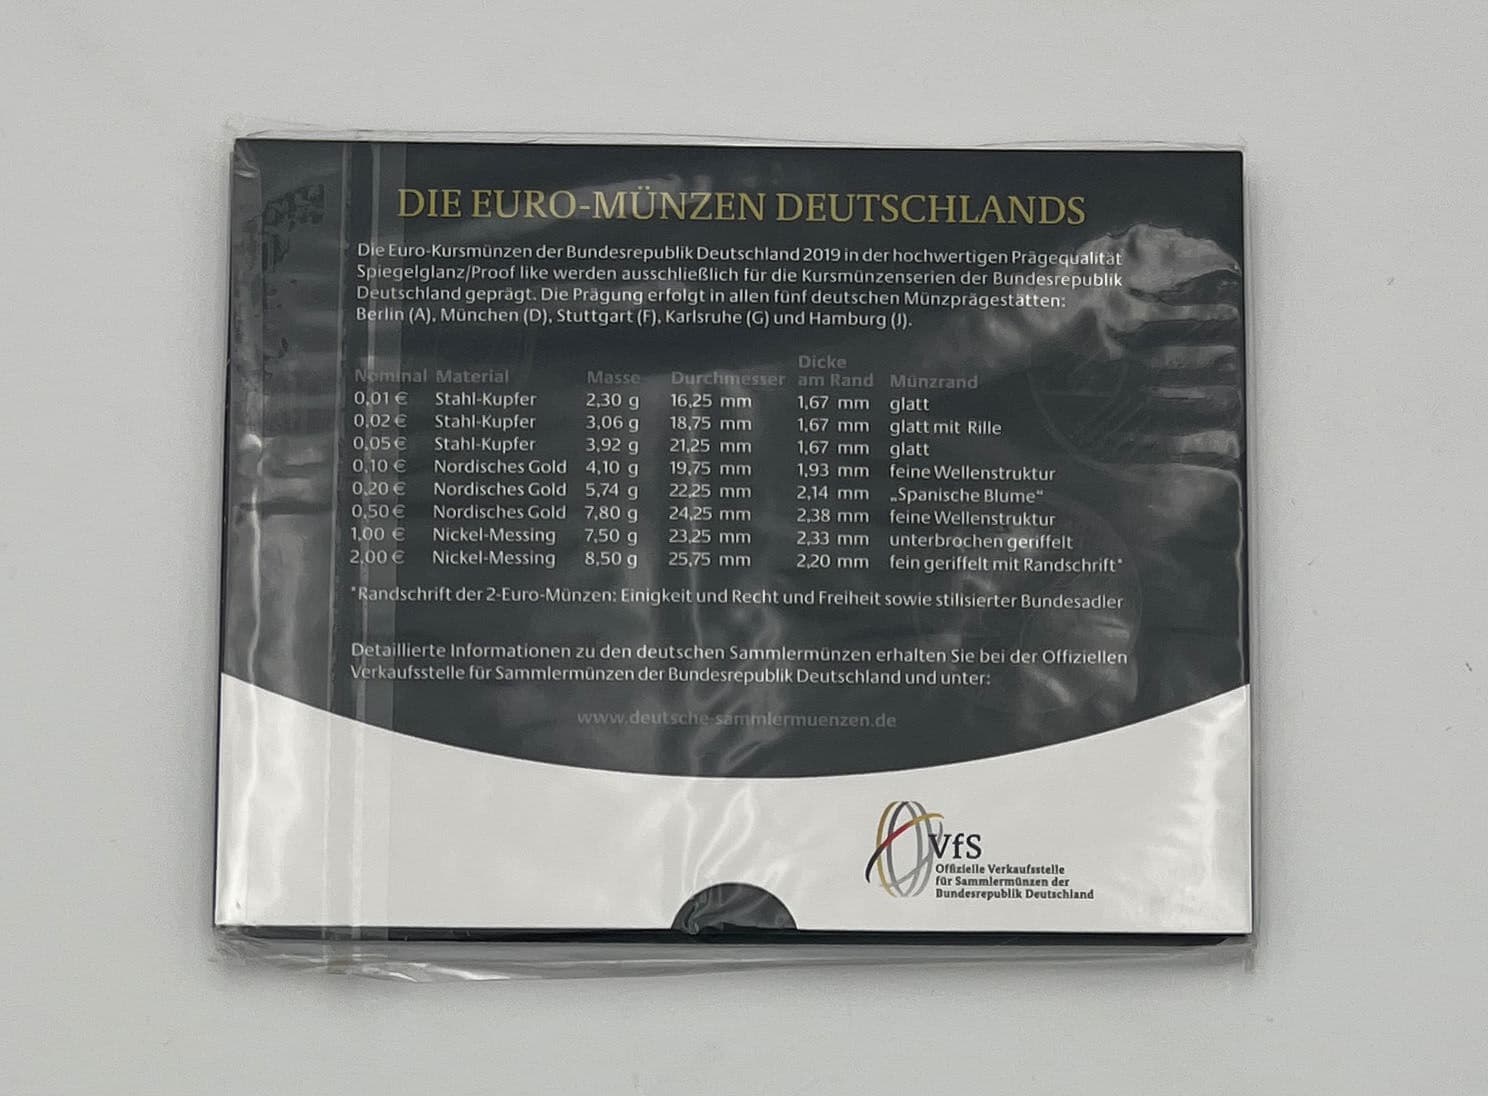 DIE EURO-MÜNZEN DEUTSCHLANDS
Die Euro-Kursmünzen der Bundesrepublik Deutschland 2019 in der hochwertigen Prägequalität
Spiegelglanz/Proof like werden ausschließlich für die Kursmünzenserien der Bundesrepublik
Deutschland geprägt. Die Prägung erfolgt in allen fünf deutschen Münzprägestätten:
Berlin (A), München (D), Stuttgart (F), Karlsruhe (G) und Hamburg (J).
Nominal Material Masse Durchmesser Dicke am Rand Münzrand
0,01 € Stahl-Kupfer 2,30 g 16,25 mm 1,67 mm glatt
0,02 € Stahl-Kupfer 3,06 g 18,75 mm 1,67 mm glatt mit Rille
0,05 € Stahl-Kupfer 3,92 g 21,25 mm 1,67 mm glatt
0,10 € Nordisches Gold 4,10 g 19,75 mm 1,93 mm feine Wellenstruktur
0,20 € Nordisches Gold 5,74 g 22,25 mm 2,14 mm „Spanische Blume“
0,50 € Nordisches Gold 7,80 g 24,25 mm 2,38 mm feine Wellenstruktur
1,00 € Nickel-Messing 7,50 g 23,25 mm 2,33 mm unterbrochen geriffelt
2,00 € Nickel-Messing 8,50 g 25,75 mm 2,20 mm fein geriffelt mit Randschrift*
*Randschrift der 2-Euro-Münzen: Einigkeit und Recht und Freiheit sowie stilisierter Bundesadler
Detaillierte Informationen zu den deutschen Sammlermünzen erhalten Sie bei der Offiziellen
Verkaufsstelle für Sammlermünzen der Bundesrepublik Deutschland und unter:
www.deutsche-sammlermuenzen.de
VfS
Offizielle Verkaufsstelle
für Sammlermünzen der
Bundesrepublik Deutschland